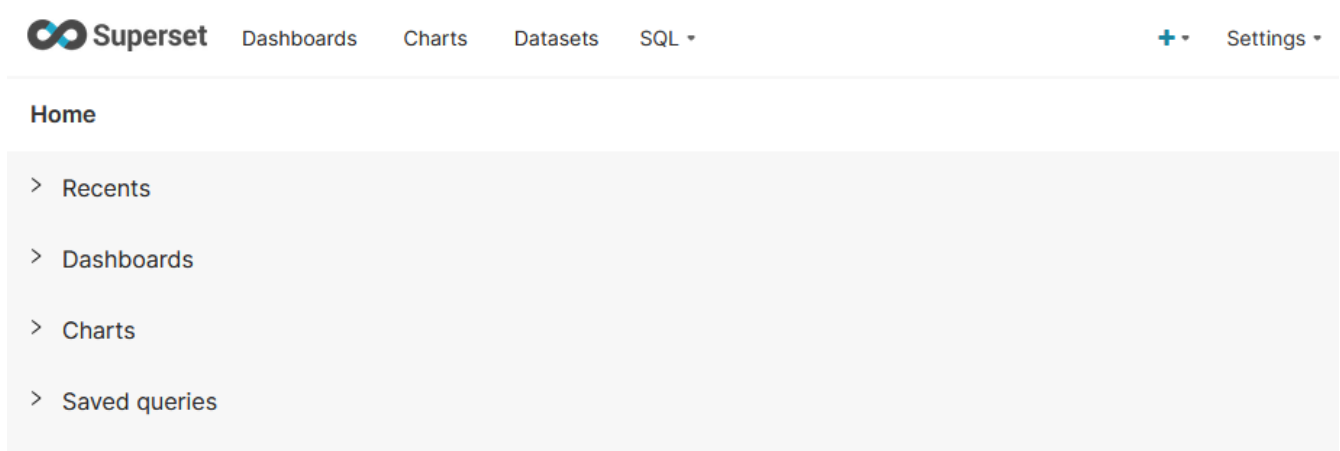 Superset Dashboards Charts Datasets SQL + Settings
Home
> Recents
> Dashboards
> Charts
> Saved queries